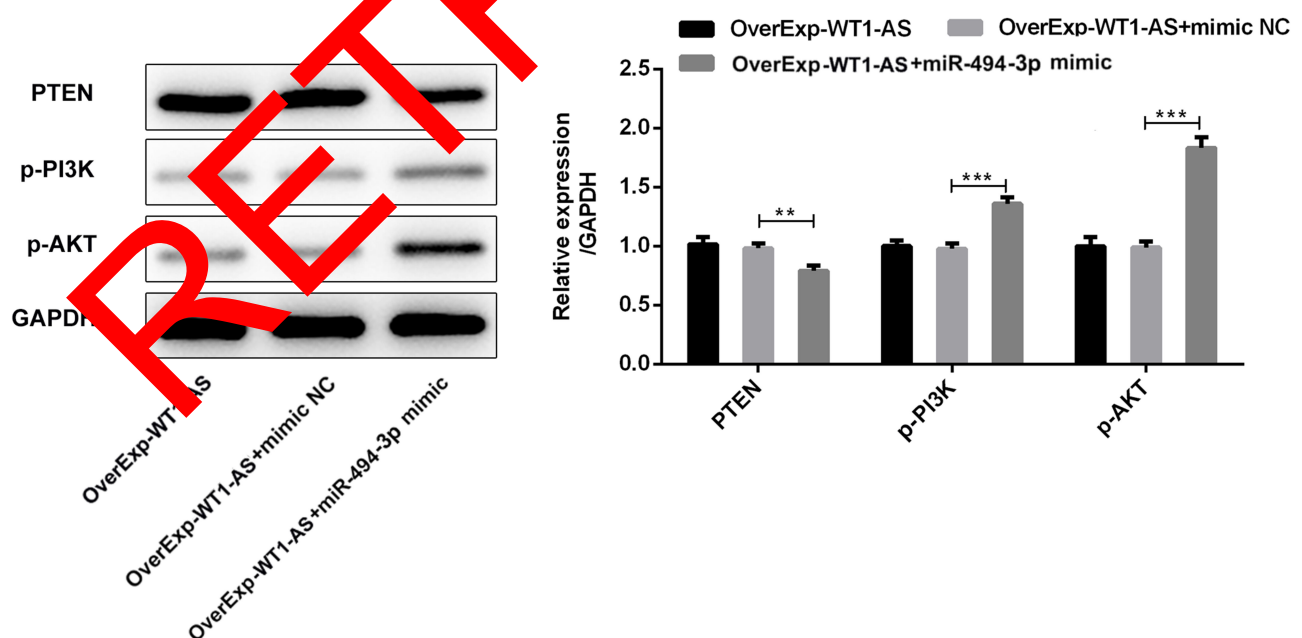 PTEN
p-PI3K
p-AKT
GAPDH
OverExp-WT1-AS
OverExp-WT1-AS+mimic NC
OverExp-WT1-AS+miR-494-3p mimic
RETR
OverExp-WT1-AS
OverExp-WT1-AS+mimic NC
OverExp-WT1-AS+miR-494-3p mimic
Relative expression
/GAPDH
2.5
2.0
1.5
1.0
0.5
0.0
**
***
***
PTEN
p-PI3K
p-AKT